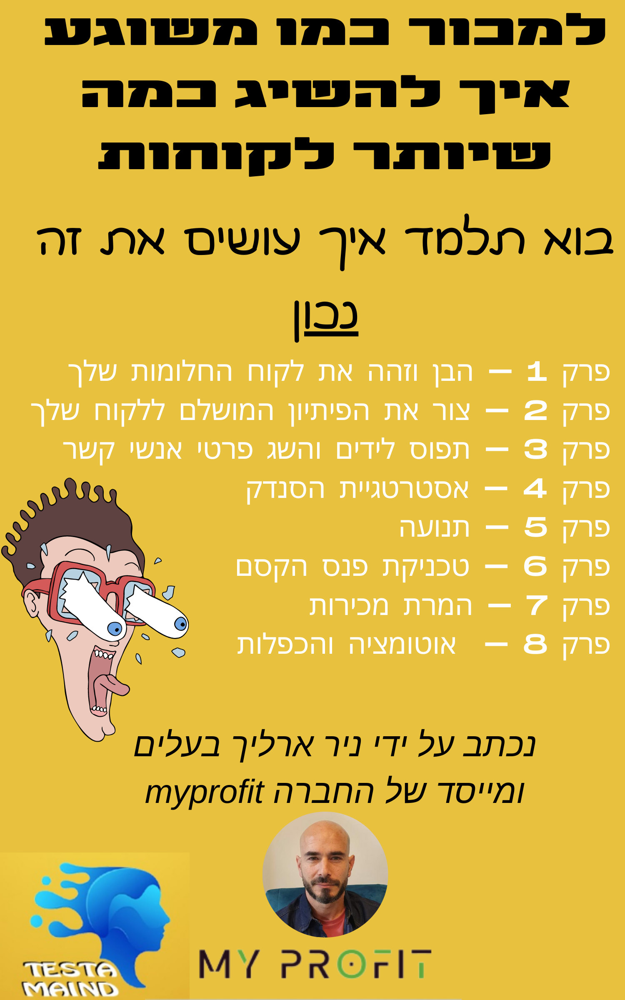 למכור כמו משוגע
איך להשיג כמה
שיותר לקוחות
בוא תלמד איך עושים את זה
נכון
פרק 1 – הבן וזהה את לקוח החלומות שלך
פרק 2 – צור את הפיתיון המושלם ללקוח שלך
פרק 3 – תפוס לידים והשג פרטי אנשי קשר
פרק 4 – אסטרטגיית הסנדק
פרק 5 – תנועה
פרק 6 – טכניקת פנס הקסם
פרק 7 – המרת מכירות
פרק 8 – אוטומציה והכפלות
נכתב על ידי ניר ארליך בעלים
ומייסד של החברה myprofit
MY PROFIT
TESTA
MAIND